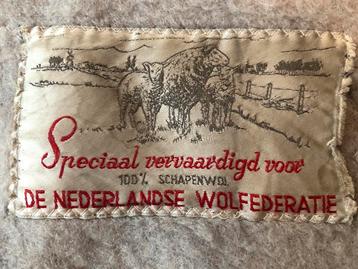 Speciaal vervaardigd voor
100% SCHAPENWOL
DE NEDERLANDSE WOLFEDERATIE